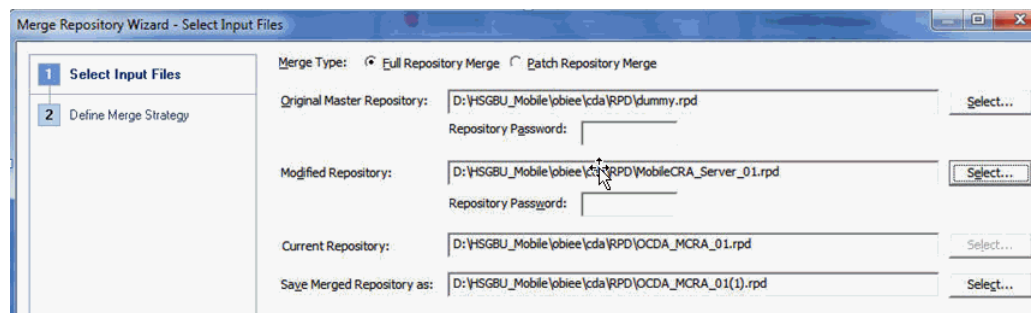 Merge Repository Wizard - Select Input Files
1 Select Input Files
2 Define Merge Strategy
Merge Type: Full Repository Merge Patch Repository Merge
Original Master Repository: D:\HSGBU_Mobile\obiee\cda\RPD\dummy.rpd Select...
Repository Password:
Modified Repository: D:\HSGBU_Mobile\obiee\cda\RPD\MobileCRA_Server_01.rpd Select...
Repository Password:
Current Repository: D:\HSGBU_Mobile\obiee\cda\RPD\OCDA_MCRA_01.rpd Select...
Save Merged Repository as: D:\HSGBU_Mobile\obiee\cda\RPD\OCDA_MCRA_01(1).rpd Select...